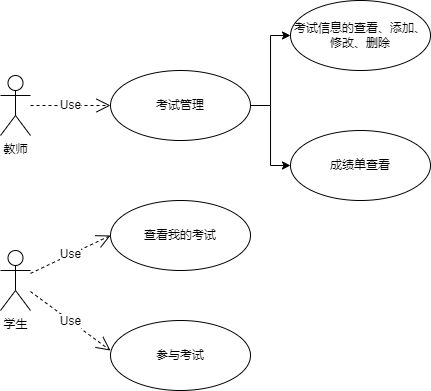 考试信息的查看、添加、
修改、删除
Use
考试管理
教师
成绩单查看
查看我的考试
Use
学生
Use
参与考试